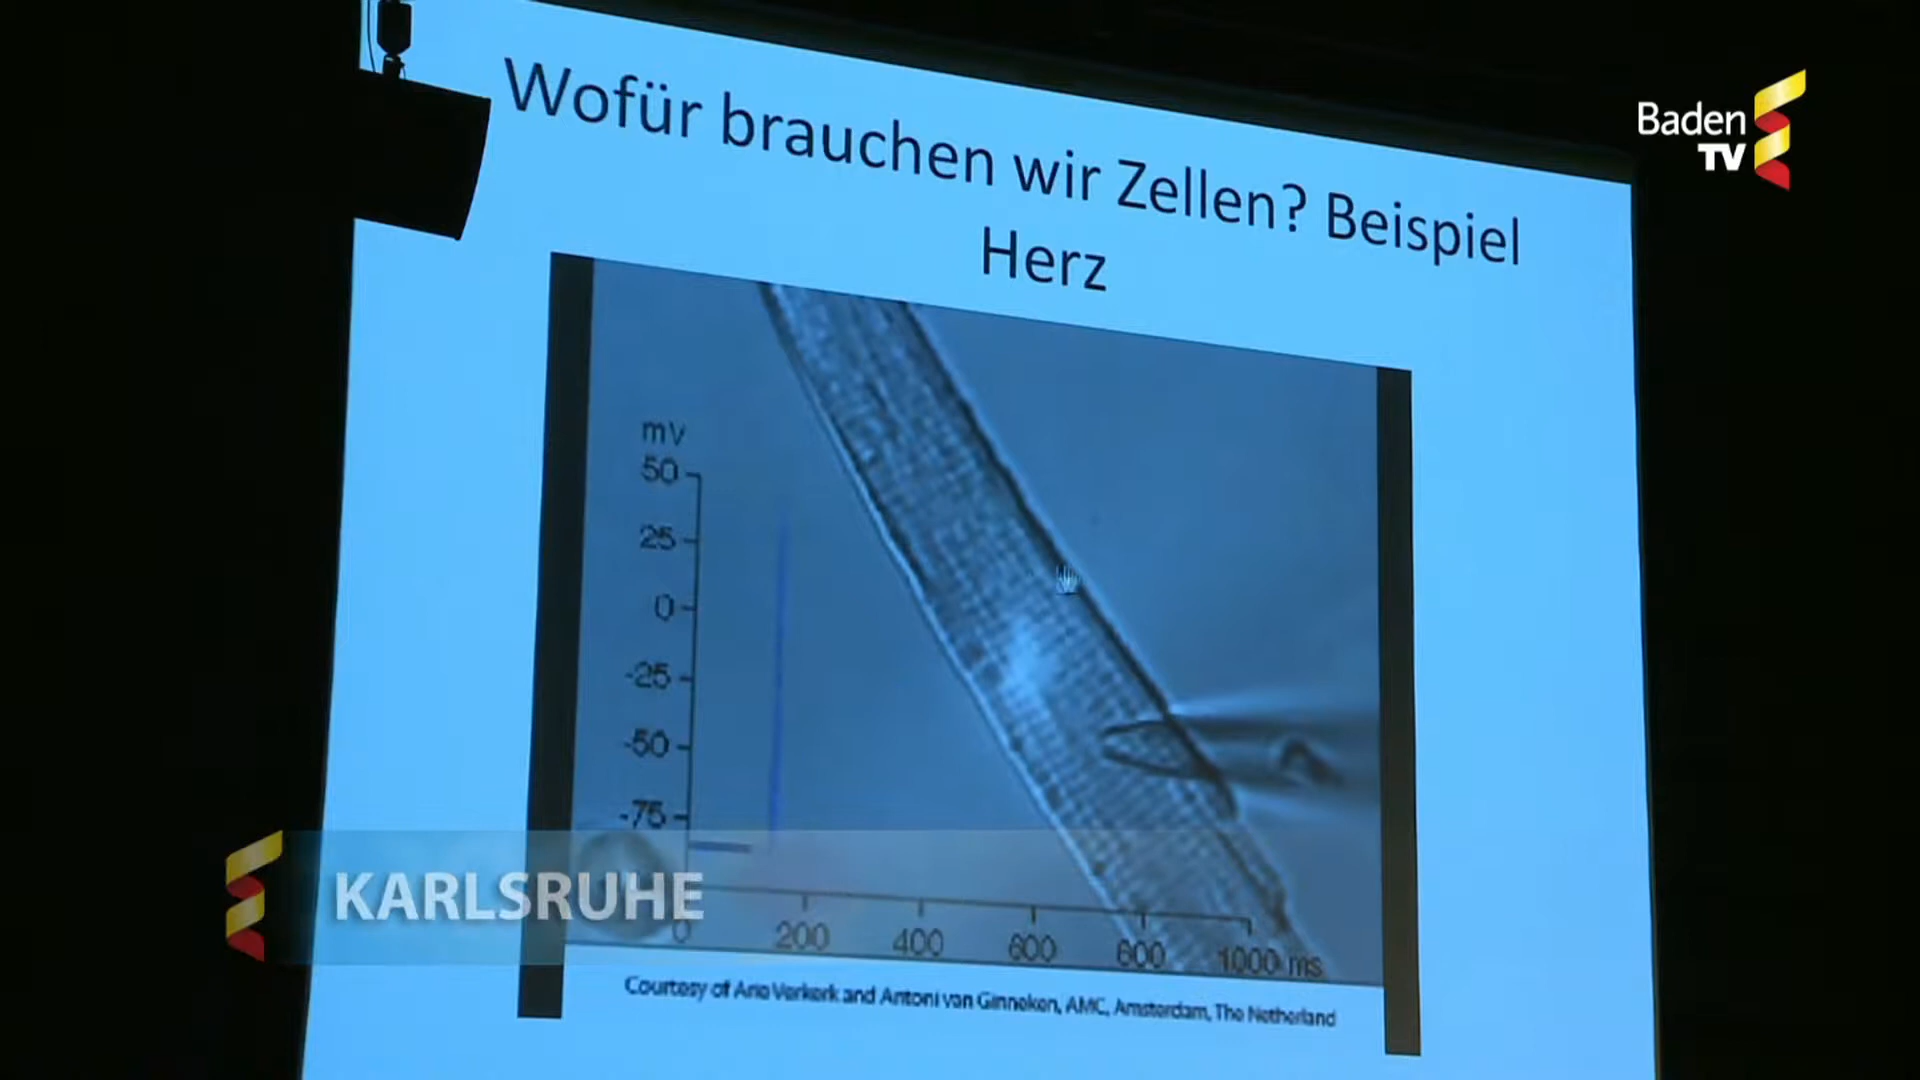 Wofür brauchen wir Zellen? Beispiel
Herz
Baden
TV
mV
50
25
0
-25
-50
-75
KARLSRUHE
0
200
400
600
800
1000 ms
Courtesy of Arie Verkerk and Antoni van Ginneken, AMC, Amsterdam, The Netherland